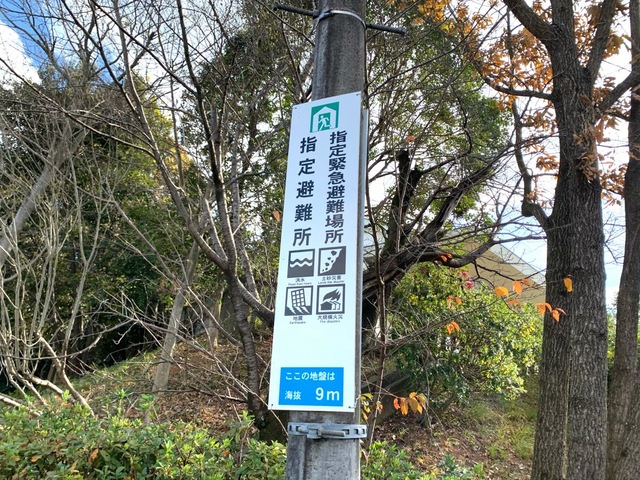 指定緊急避難場所
指定避難所
洪水
土砂災害
地震
Earthquake
大規模火災
ここの地盤は
海抜 9m